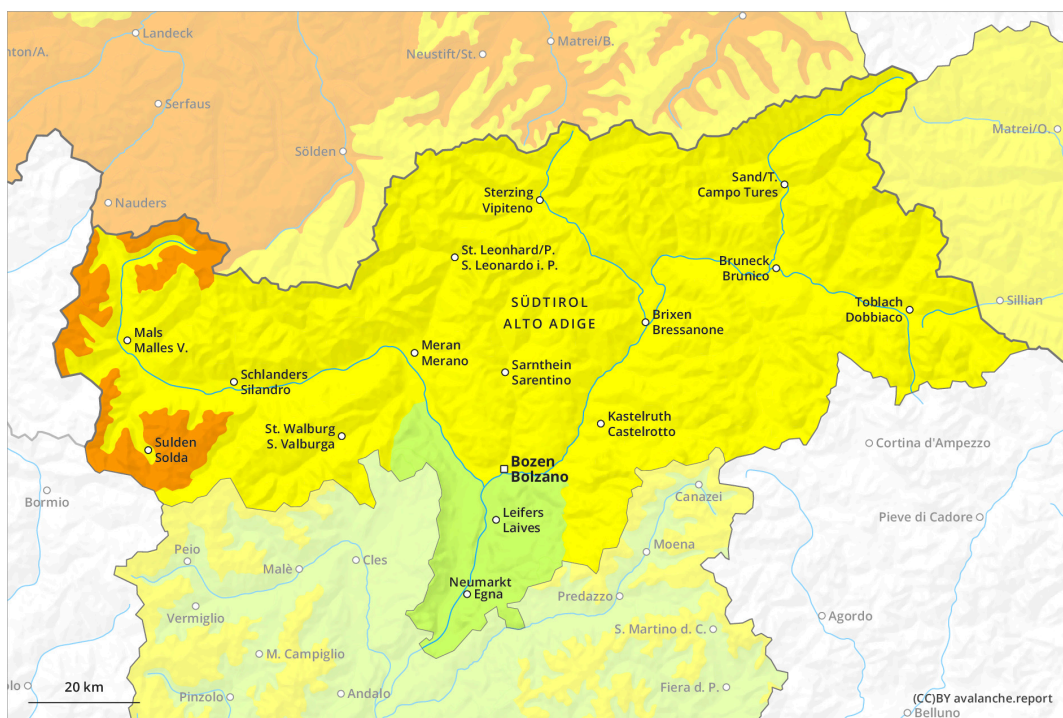 Landeck
Matrei/B.
nton/A.
Neustift/St.
Serfaus
Matrei/O.
Sölden
Sand/T.
Campo Tures
Sterzing
Vipiteno
Nauders
St. Leonhard/P.
S. Leonardo i. P.
Bruneck
Brunico
SÜDTIROL
ALTO ADIGE
Toblach
Dobbiaco
Sillian
Brixen
Bressanone
Mals
Malles V.
Meran
Merano
Sarnthein
Sarentino
Schlanders
Silandro
St. Walburg
S. Valburga
Kastelruth
Castelrotto
Sulden
Solda
Cortina d'Ampezzo
Bozen
Bolzano
Bormio
Canazei
Leifers
Laives
Pieve di Cadore
Peio
Malè
Cles
Moena
Neumarkt
Egna
Predazzo
Vermiglio
Agordo
S. Martino d. C.
M. Campiglio
olo
20 km
Pinzolo
Andalo
Fiera d. P.
(CC)BY avalanche.report
Belluno